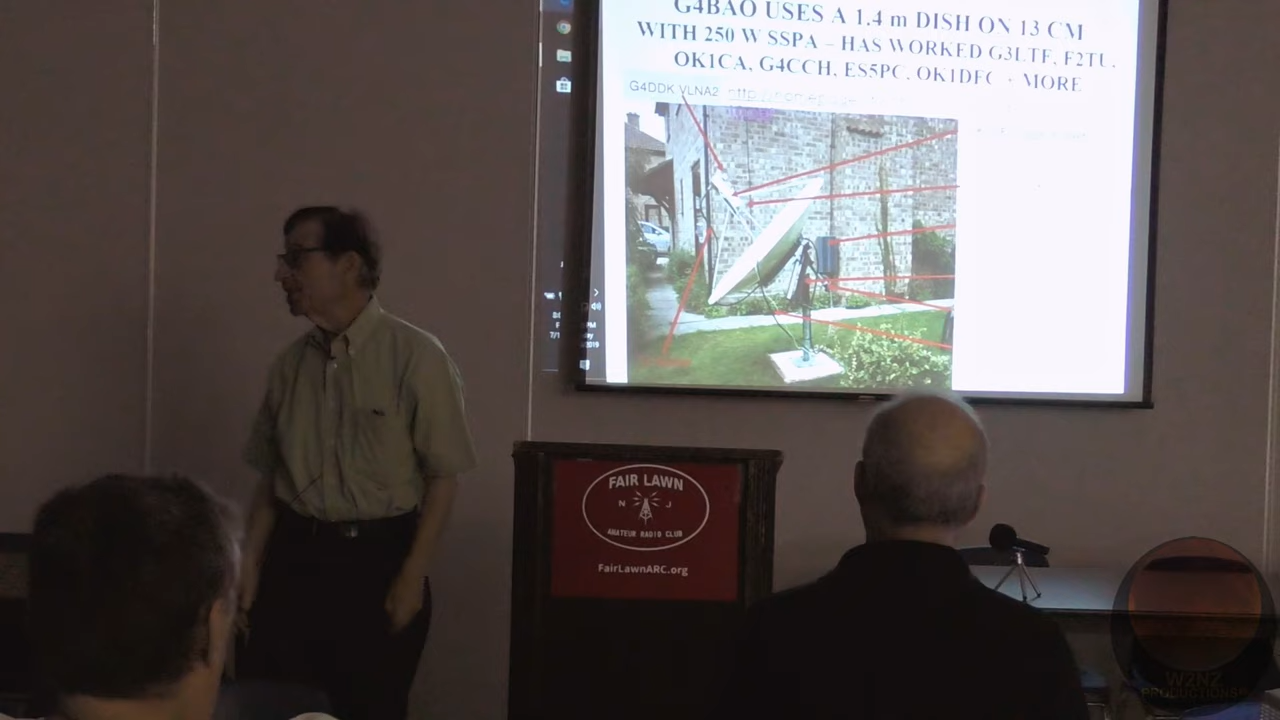 G4BAO USES A 1.4 m DISH ON 13 CM
WITH 250 W SSPA – HAS WORKED G3LTF, F2TU,
OK1CA, G4CCH, ES5PC, OK1DFC + MORE
G4DDK VLNA2
FAIR LAWN
N J
AMATEUR RADIO CLUB
FairLawnARC.org
W2NZ
PRODUCTIONS